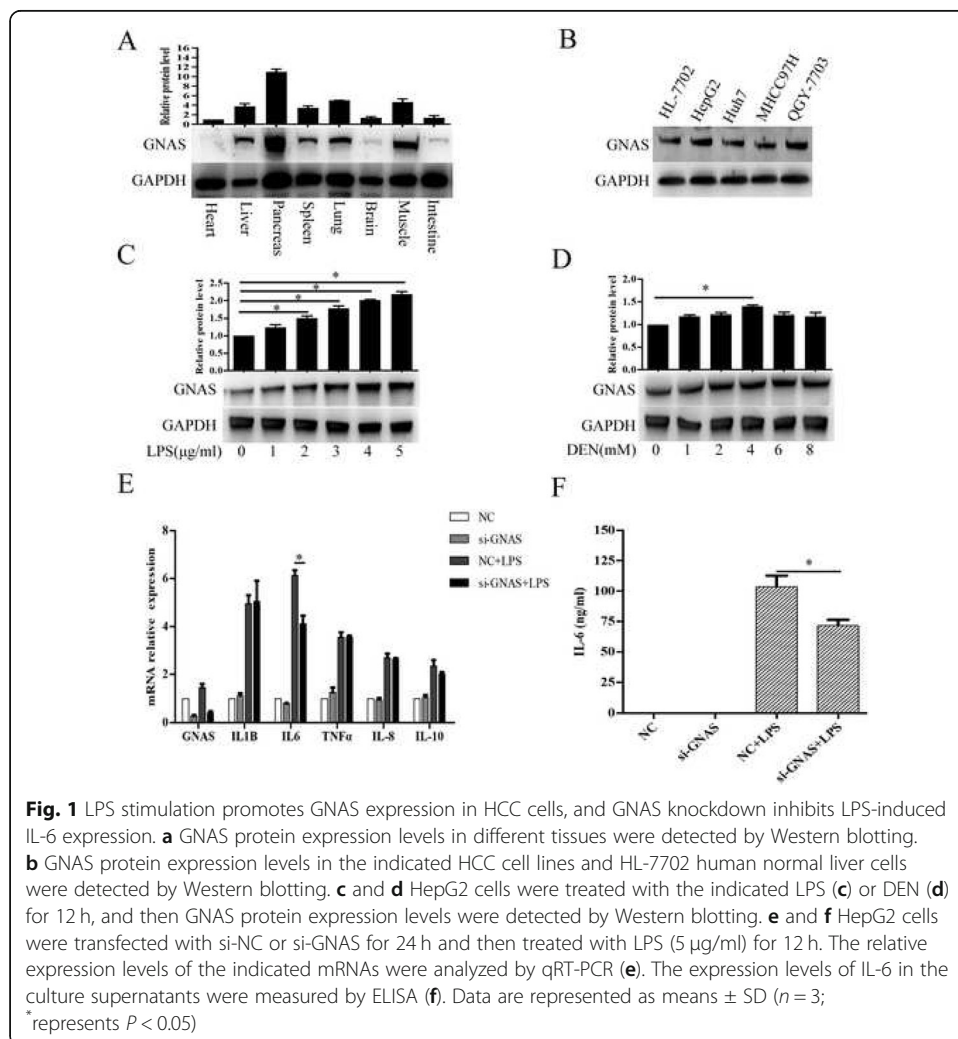 A
Relative protein level
16
14
12
10
8
6
4
2
0
GNAS
GAPDH
Heart
Liver
Pancreas
Spleen
Lung
Brain
Muscle
Intestine
B
HL-7702
HepG2
Huh7
MHCC97H
QGY-7703
GNAS
GAPDH
C
Relative protein level
2.5
2.0
1.5
1.0
0.5
0.0
*
*
*
*
GNAS
GAPDH
LPS(μg/ml) 0 1 2 3 4 5
D
Relative protein level
2.0
1.5
1.0
0.5
0.0
*
GNAS
GAPDH
DEN(mM) 0 1 2 4 6 8
E
mRNA relative expression
8
6
4
2
0
*
NC
si-GNAS
NC+LPS
si-GNAS+LPS
GNAS IL1B IL6 TNFα IL-8 IL-10
F
IL-6 (ng/ml)
150
125
100
75
50
25
0
*
NC
si-GNAS
NC+LPS
si-GNAS+LPS
Fig. 1 LPS stimulation promotes GNAS expression in HCC cells, and GNAS knockdown inhibits LPS-induced
IL-6 expression. a GNAS protein expression levels in different tissues were detected by Western blotting.
b GNAS protein expression levels in the indicated HCC cell lines and HL-7702 human normal liver cells
were detected by Western blotting. c and d HepG2 cells were treated with the indicated LPS (c) or DEN (d)
for 12 h, and then GNAS protein expression levels were detected by Western blotting. e and f HepG2 cells
were transfected with si-NC or si-GNAS for 24 h and then treated with LPS (5 μg/ml) for 12 h. The relative
expression levels of the indicated mRNAs were analyzed by qRT-PCR (e). The expression levels of IL-6 in the
culture supernatants were measured by ELISA (f). Data are represented as means ± SD (n = 3;
*represents P < 0.05)